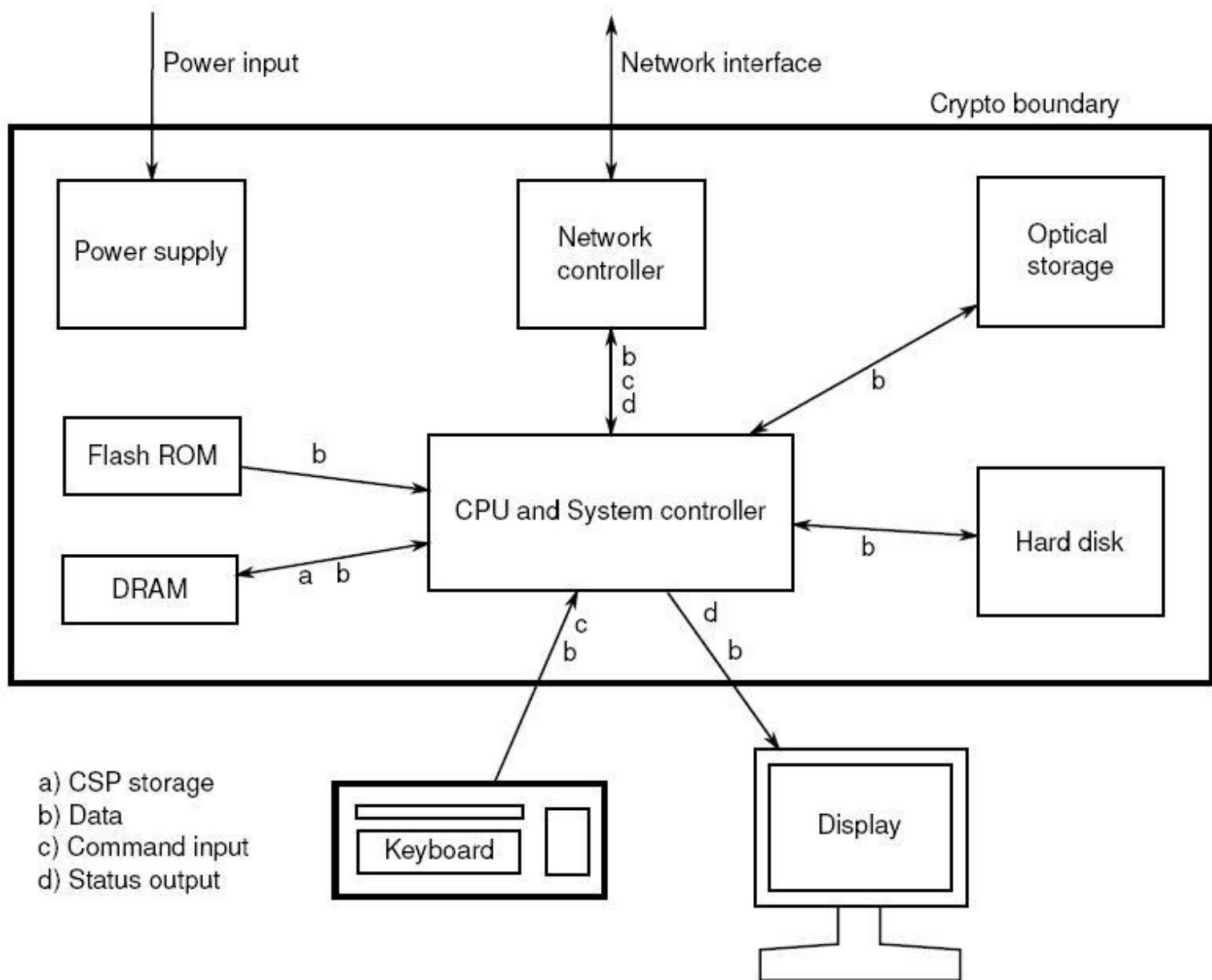 Power input
Network interface
Crypto boundary
Power supply
Network
controller
Optical
storage
b
c
d
b
Flash ROM
b
CPU and System controller
b
Hard disk
DRAM
a b
c
b
d
b
a) CSP storage
b) Data
c) Command input
d) Status output
Keyboard
Display